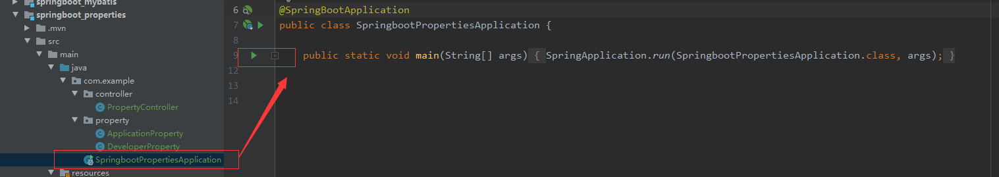 springboot_mybatis
springboot_properties
.mvn
src
main
java
com.example
controller
PropertyController
property
ApplicationProperty
DeveloperProperty
SpringbootPropertiesApplication
resources
6 @SpringBootApplication
7 public class SpringbootPropertiesApplication {
8
9 public static void main(String[] args) { SpringApplication.run(SpringbootPropertiesApplication.class, args); }
12
13
14